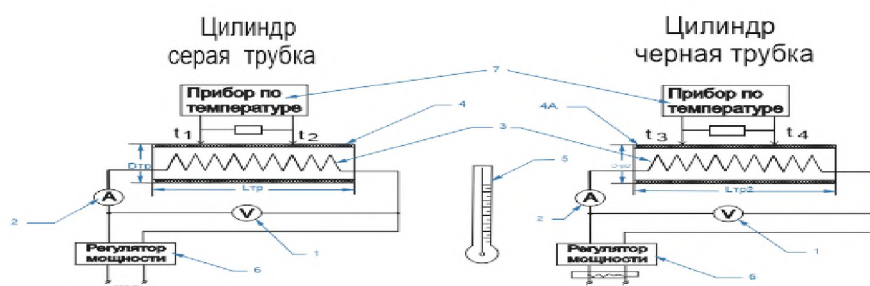 Цилиндр
серая трубка
Цилиндр
черная трубка
Прибор по
температуре
7
4
4А
Прибор по
температуре
t1
t2
t3
t4
3
5
Dтр
Lтр
Lтр2
A
V
2
1
A
V
2
1
Регулятор
мощности
6
Регулятор
мощности
6